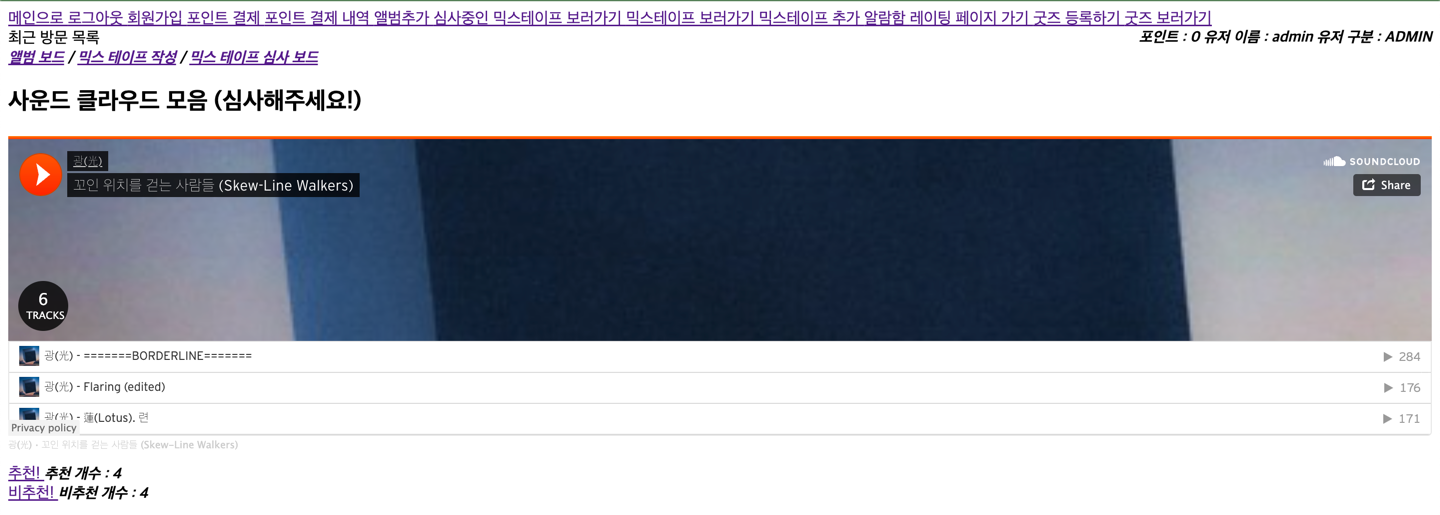 메인으로 로그아웃 회원가입 포인트 결제 포인트 결제 내역 앨범추가 심사중인 믹스테이프 보러가기 믹스테이프 보러가기 믹스테이프 추가 알람함 레이팅 페이지 가기 굿즈 등록하기 굿즈 보러가기
최근 방문 목록
포인트 : 0 유저 이름 : admin 유저 구분 : ADMIN
앨범 보드 / 믹스 테이프 작성 / 믹스 테이프 심사 보드
사운드 클라우드 모음 (심사해주세요!)
광(光)
꼬인 위치를 걷는 사람들 (Skew-Line Walkers)
SOUNDCLOUD
Share
6
TRACKS
광(光) - =======BORDERLINE======= 284
광(光) - Flaring (edited) 176
광(光) - 蓮(Lotus). 련 171
Privacy policy
광(光) · 꼬인 위치를 걷는 사람들 (Skew-Line Walkers)
추천! 추천 개수 : 4
비추천! 비추천 개수 : 4